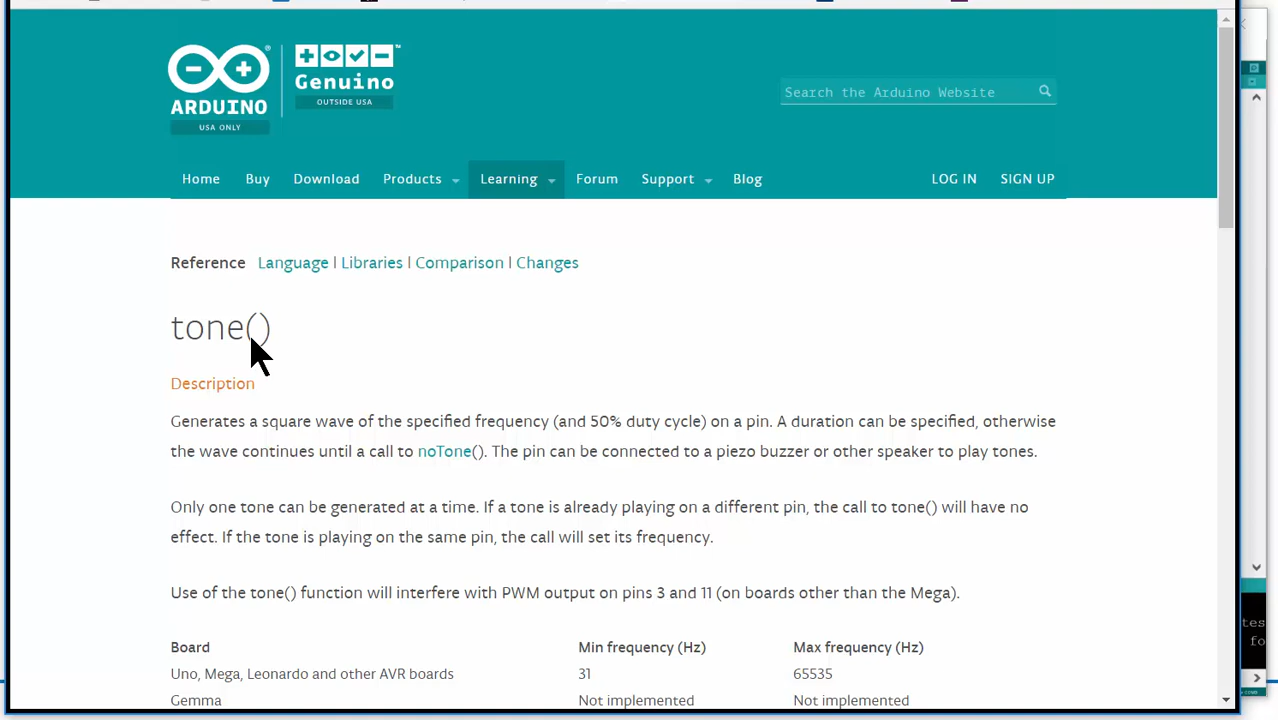 ARDUINO
USA ONLY
Genuino
OUTSIDE USA
Search the Arduino Website
Home Buy Download Products Learning Forum Support Blog LOG IN SIGN UP
Reference Language | Libraries | Comparison | Changes
tone()
Description
Generates a square wave of the specified frequency (and 50% duty cycle) on a pin. A duration can be specified, otherwise
the wave continues until a call to noTone(). The pin can be connected to a piezo buzzer or other speaker to play tones.
Only one tone can be generated at a time. If a tone is already playing on a different pin, the call to tone() will have no
effect. If the tone is playing on the same pin, the call will set its frequency.
Use of the tone() function will interfere with PWM output on pins 3 and 11 (on boards other than the Mega).
Board Min frequency (Hz) Max frequency (Hz)
Uno, Mega, Leonardo and other AVR boards 31 65535
Gemma Not implemented Not implemented
tes
fo